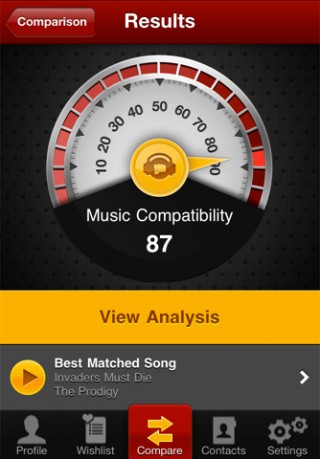 Comparison
Results
10 20 30 40 50 60 70 80 90
Music Compatibility
87
View Analysis
Best Matched Song
Invaders Must Die
The Prodigy
Profile
Wishlist
Compare
Contacts
Settings